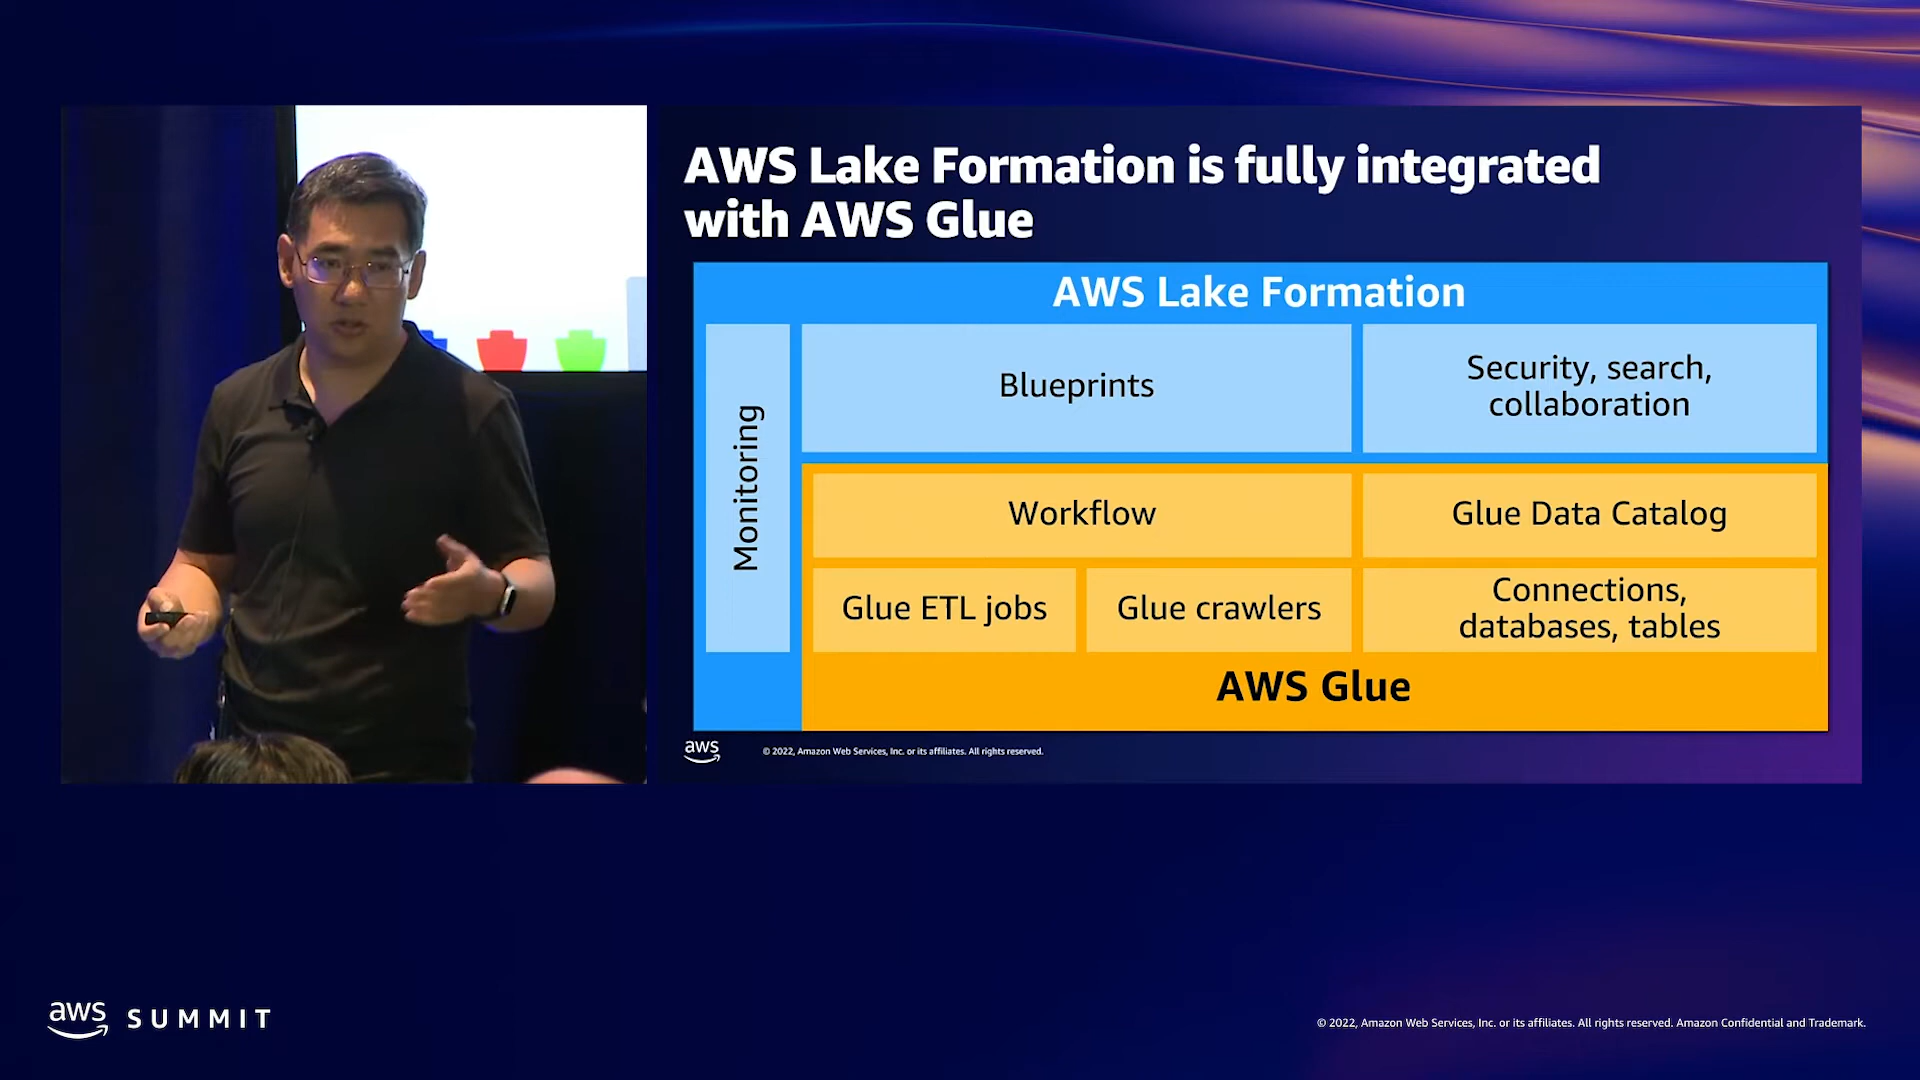 AWS Lake Formation is fully integrated
with AWS Glue
AWS Lake Formation
Monitoring
Blueprints
Security, search,
collaboration
Workflow
Glue Data Catalog
Glue ETL jobs
Glue crawlers
Connections,
databases, tables
AWS Glue
aws
© 2022, Amazon Web Services, Inc. or its affiliates. All rights reserved.
aws SUMMIT
© 2022, Amazon Web Services, Inc. or its affiliates. All rights reserved. Amazon Confidential and Trademark.